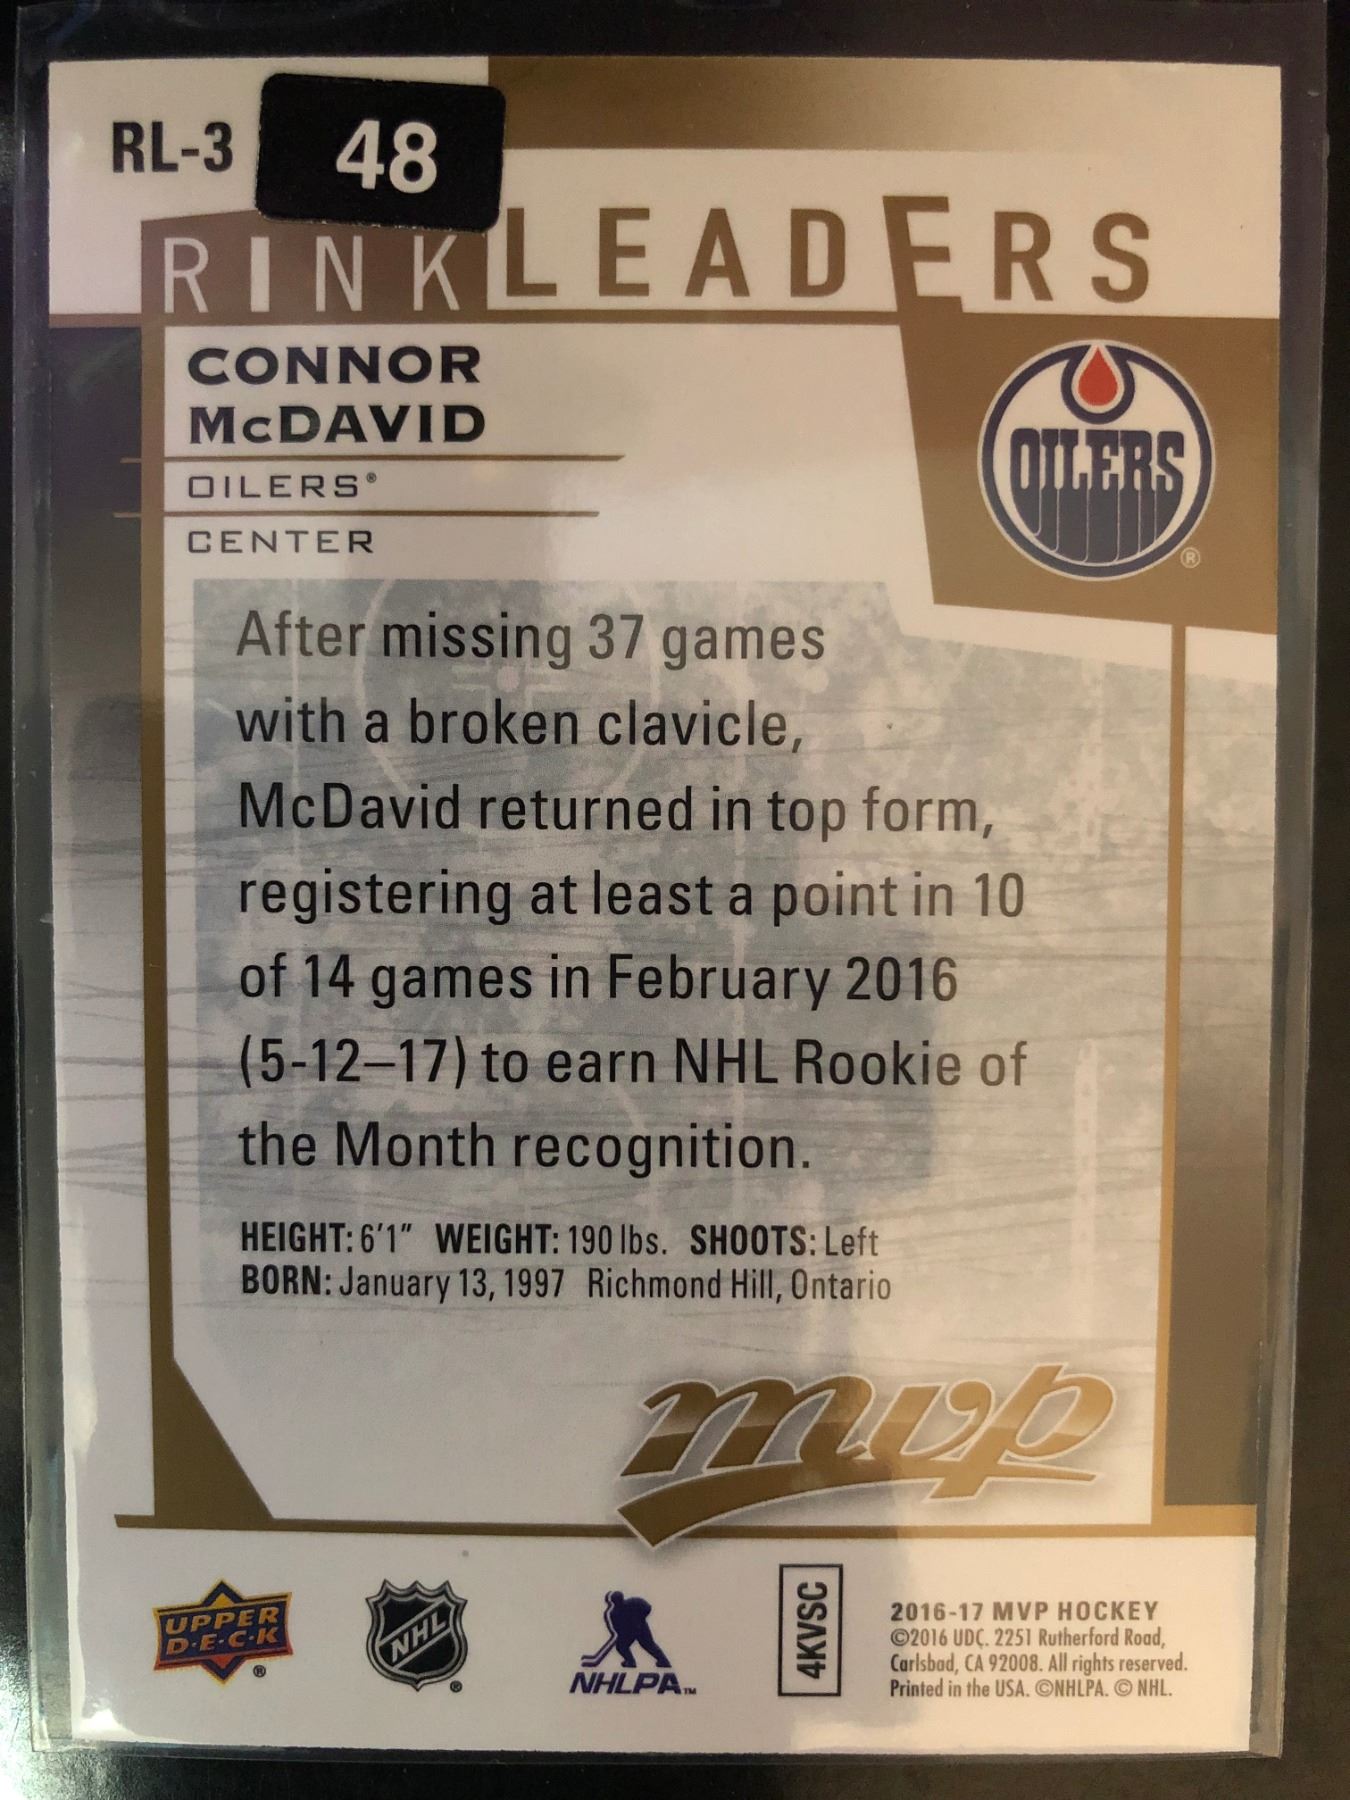 RL-3
48
RINKLEADERS
CONNOR
McDAVID
OILERS®
CENTER
OILERS
®
After missing 37 games
with a broken clavicle,
McDavid returned in top form,
registering at least a point in 10
of 14 games in February 2016
(5-12–17) to earn NHL Rookie of
the Month recognition.
HEIGHT: 6'1" WEIGHT: 190 lbs. SHOOTS: Left
BORN: January 13, 1997 Richmond Hill, Ontario
mvp
UPPER
D·E·C·K
®
NHL
®
NHLPA™
4KVSC
2016-17 MVP HOCKEY
©2016 UDC. 2251 Rutherford Road,
Carlsbad, CA 92008. All rights reserved.
Printed in the USA. ©NHLPA. © NHL.